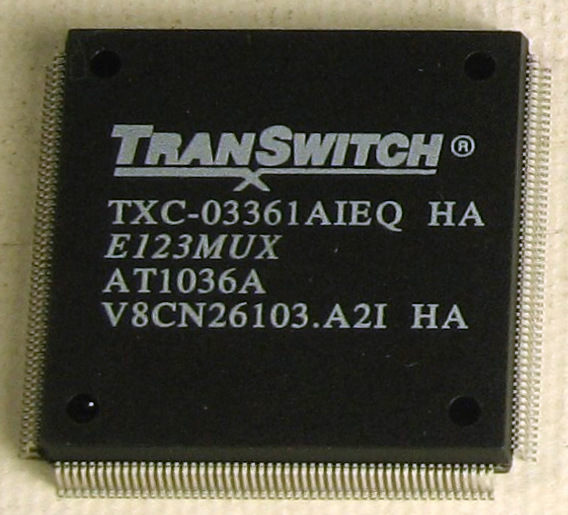 TRANSWITCH®
TXC-03361AIEQ HA
E123MUX
AT1036A
V8CN26103.A2I HA